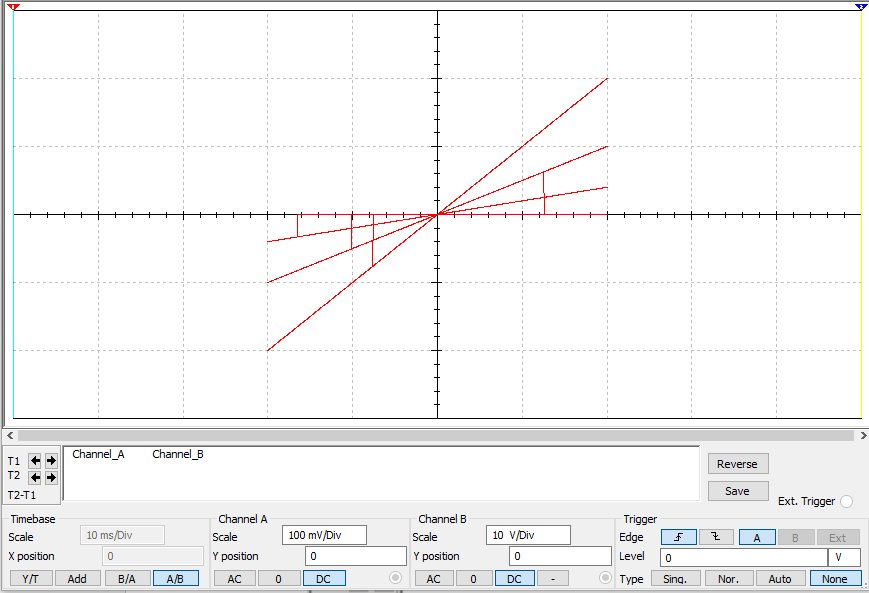 Channel_A Channel_B
T1
T2
T2-T1
Reverse
Save
Ext. Trigger
Timebase
Scale 10 ms/Div
X position 0
Y/T Add B/A A/B
Channel A
Scale 100 mV/Div
Y position 0
AC 0 DC
Channel B
Scale 10 V/Div
Y position 0
AC 0 DC -
Trigger
Edge A B Ext
Level 0 V
Type Sing. Nor. Auto None